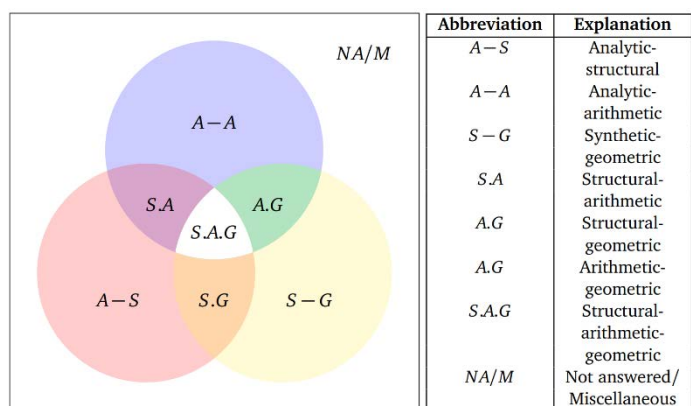 NA/M
A−A
S.A
A.G
S.A.G
A−S
S.G
S−G
Abbreviation Explanation
A−S Analytic-
structural
A−A Analytic-
arithmetic
S−G Synthetic-
geometric
S.A Structural-
arithmetic
A.G Structural-
geometric
A.G Arithmetic-
geometric
S.A.G Structural-
arithmetic-
geometric
NA/M Not answered/
Miscellaneous